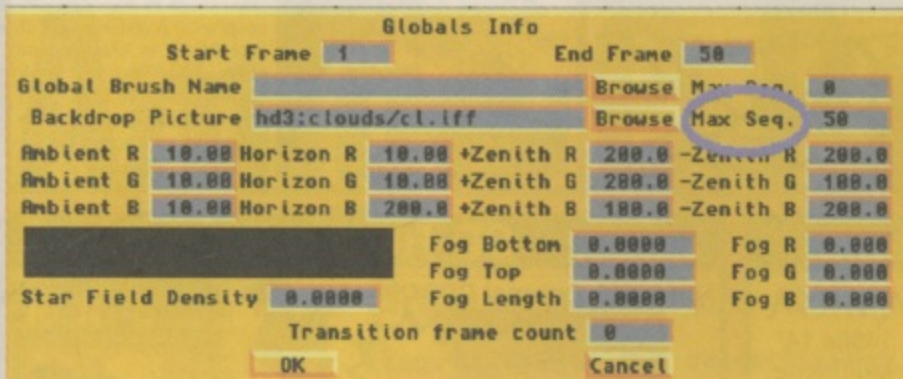 Globals Info
Start Frame 1 End Frame 50
Global Brush Name Browse Max Seq. 0
Backdrop Picture hd3:clouds/cl.iff Browse Max Seq. 50
Ambient R 10.00 Horizon R 10.00 +Zenith R 200.0 -Zenith R 200.0
Ambient G 10.00 Horizon G 10.00 +Zenith G 200.0 -Zenith G 100.0
Ambient B 10.00 Horizon B 200.0 +Zenith B 100.0 -Zenith B 200.0
Fog Bottom 0.0000 Fog R 0.000
Fog Top 0.0000 Fog G 0.000
Star Field Density 0.0000 Fog Length 0.0000 Fog B 0.000
Transition frame count 0
OK Cancel